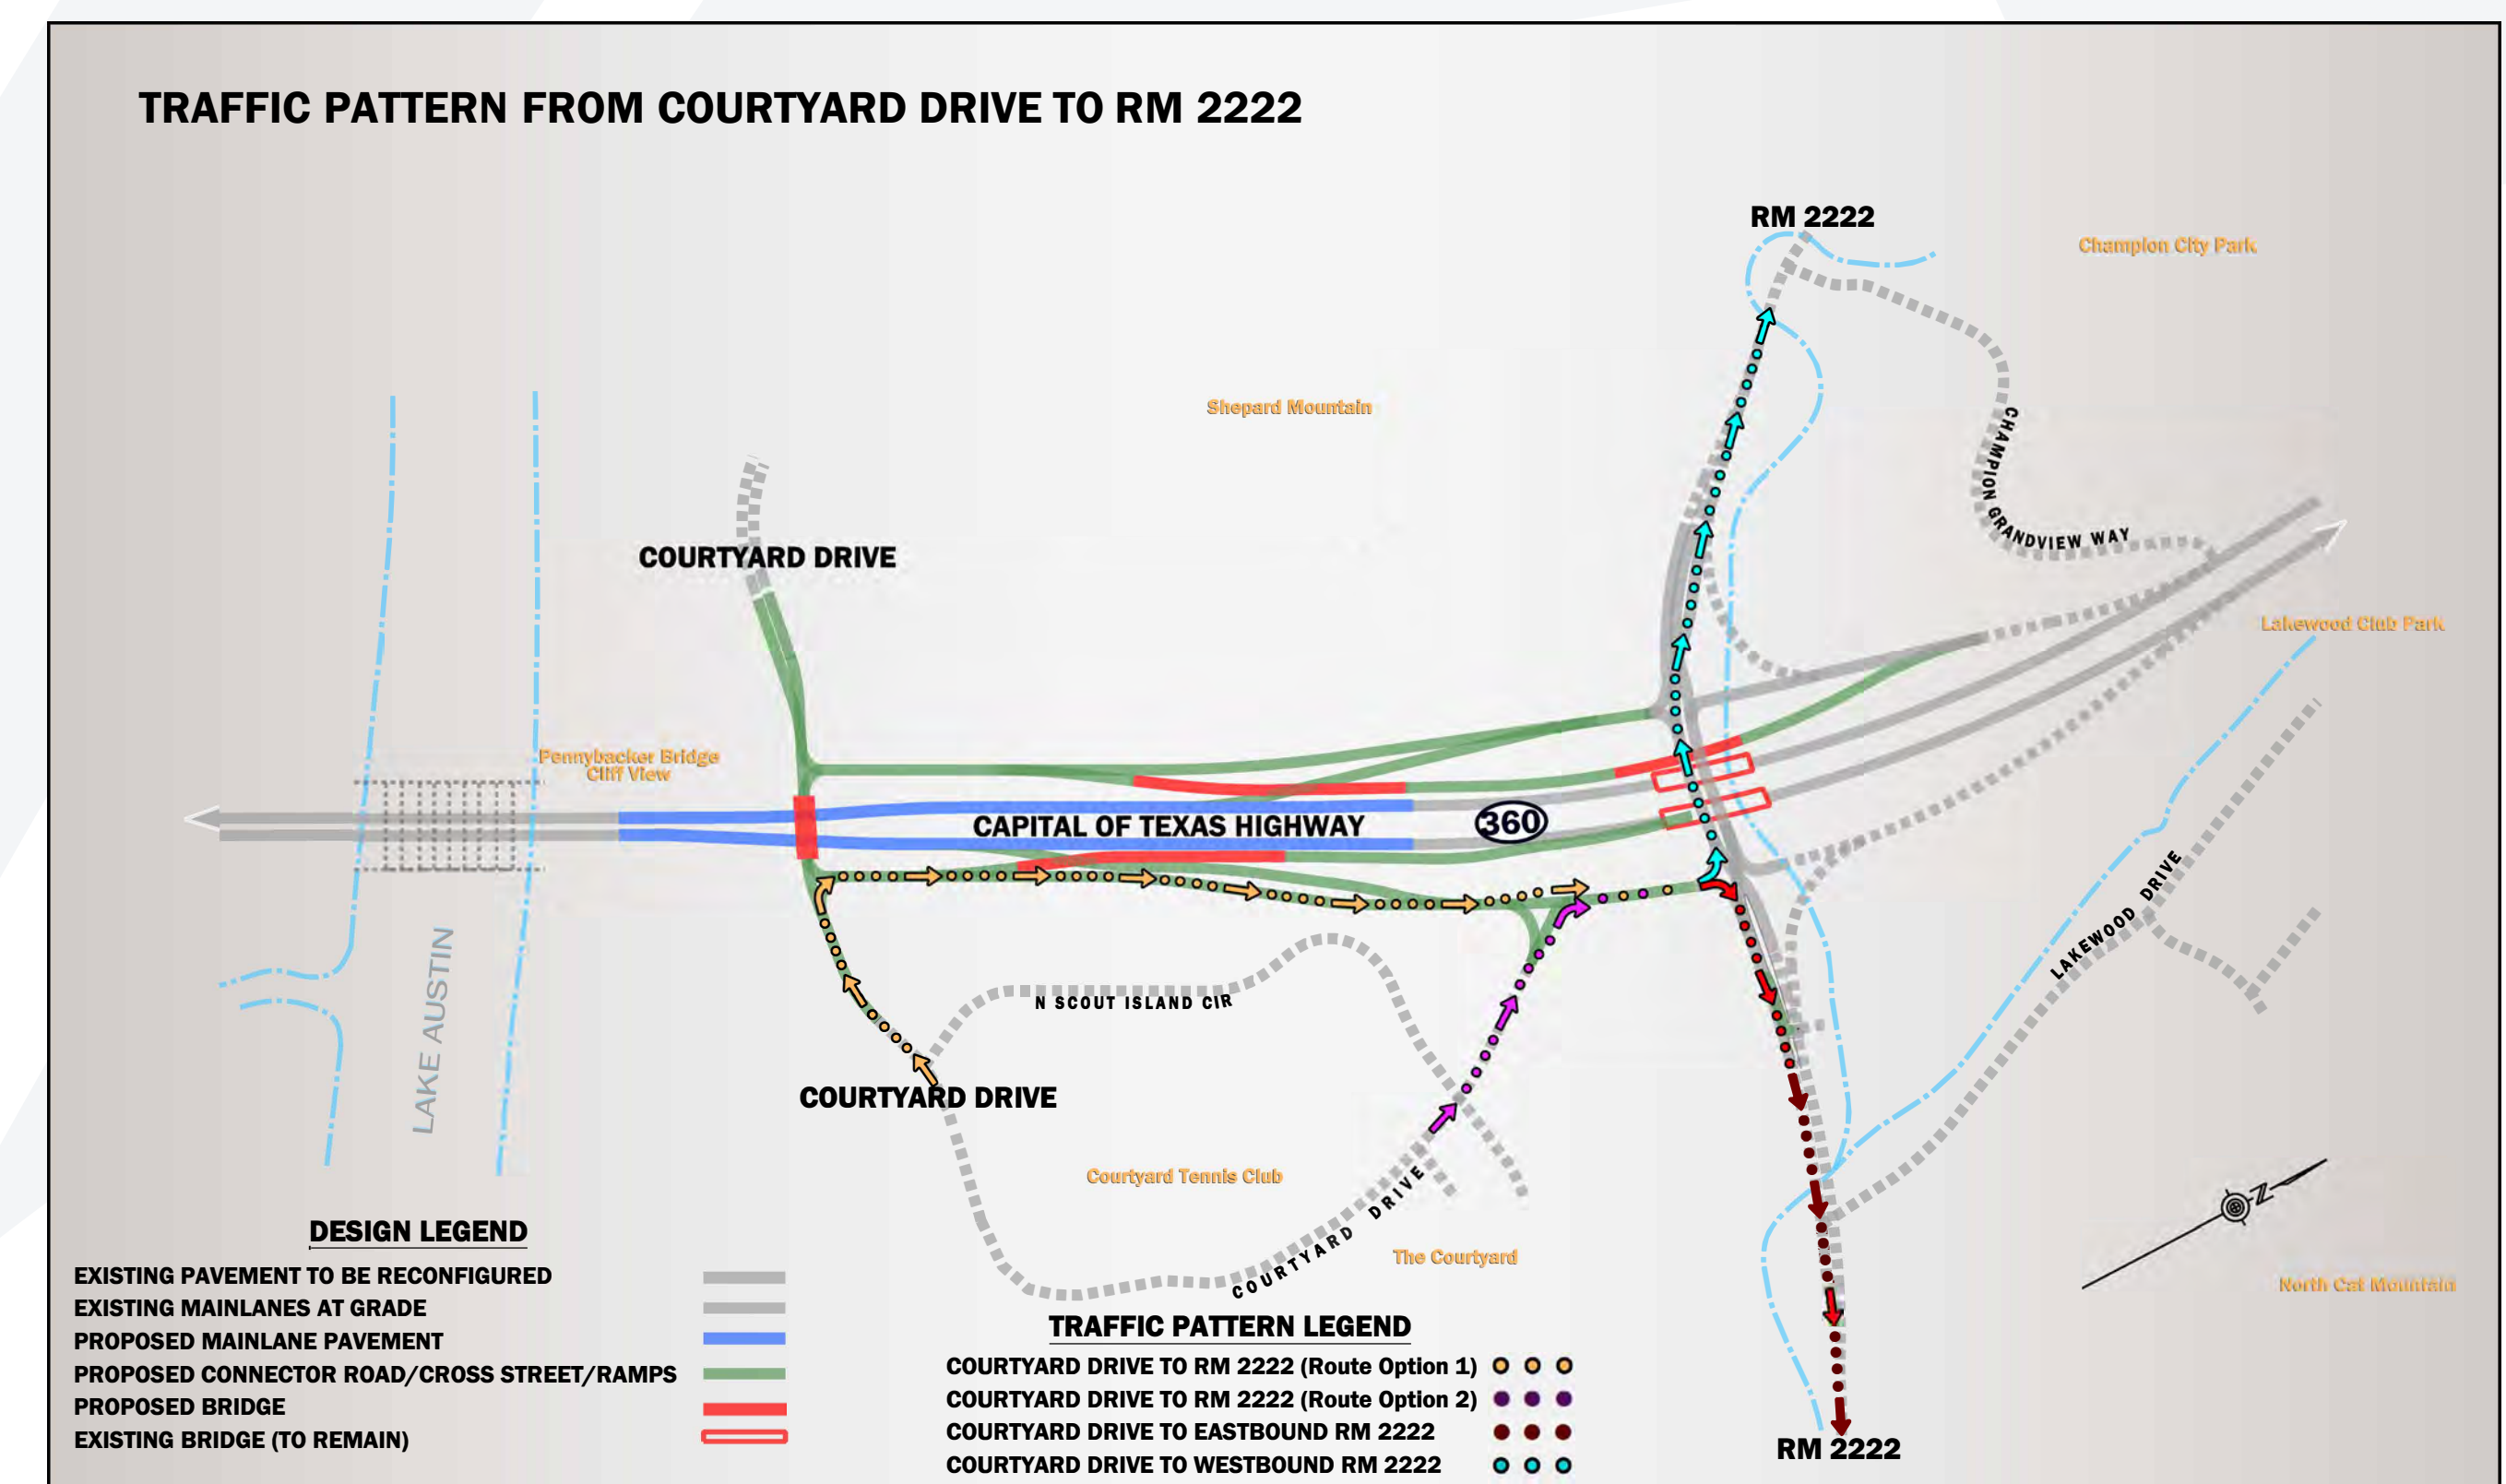 TRAFFIC PATTERN FROM COURTYARD DRIVE TO RM 2222
RM 2222
Champion City Park
Shepard Mountain
CHAMPION GRANDVIEW WAY
COURTYARD DRIVE
Lakewood Club Park
Pennybacker Bridge
Cliff View
CAPITAL OF TEXAS HIGHWAY
360
LAKEWOOD DRIVE
LAKE AUSTIN
N SCOUT ISLAND CIR
COURTYARD DRIVE
Courtyard Tennis Club
COURTYARD DRIVE
The Courtyard
N
North Cat Mountain
RM 2222
DESIGN LEGEND
EXISTING PAVEMENT TO BE RECONFIGURED
EXISTING MAINLANES AT GRADE
PROPOSED MAINLANE PAVEMENT
PROPOSED CONNECTOR ROAD/CROSS STREET/RAMPS
PROPOSED BRIDGE
EXISTING BRIDGE (TO REMAIN)
TRAFFIC PATTERN LEGEND
COURTYARD DRIVE TO RM 2222 (Route Option 1)
COURTYARD DRIVE TO RM 2222 (Route Option 2)
COURTYARD DRIVE TO EASTBOUND RM 2222
COURTYARD DRIVE TO WESTBOUND RM 2222